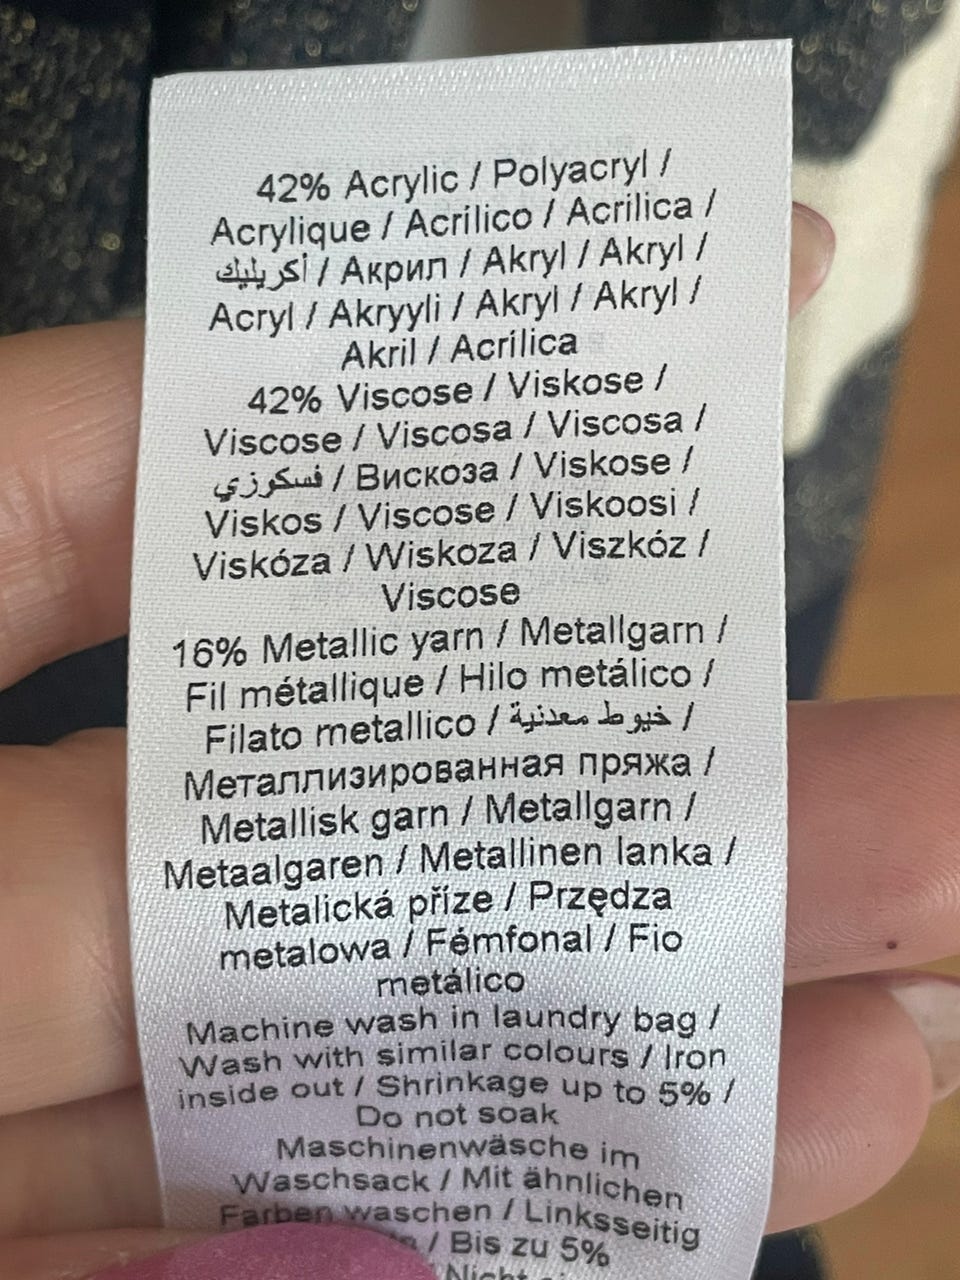 42% Acrylic / Polyacryl /
Acrylique / Acrílico / Acrilica /
أكريليك / Акрил / Akryl / Akryl /
Acryl / Akryyli / Akryl / Akryl /
Akril / Acrílica
42% Viscose / Viskose /
Viscose / Viscosa / Viscosa /
فسكوزي / Вискоза / Viskose /
Viskos / Viscose / Viskoosi /
Viskóza / Wiskoza / Viszkóz /
Viscose
16% Metallic yarn / Metallgarn /
Fil métallique / Hilo metálico /
Filato metallico / خيوط معدنية /
Металлизированная пряжа /
Metallisk garn / Metallgarn /
Metaalgaren / Metallinen lanka /
Metalická příze / Przędza
metalowa / Fémfonal / Fio
metálico
Machine wash in laundry bag /
Wash with similar colours / Iron
inside out / Shrinkage up to 5% /
Do not soak
Maschinenwäsche im
Waschsack / Mit ähnlichen
Farben waschen / Linksseitig
/ Bis zu 5%
Nicht